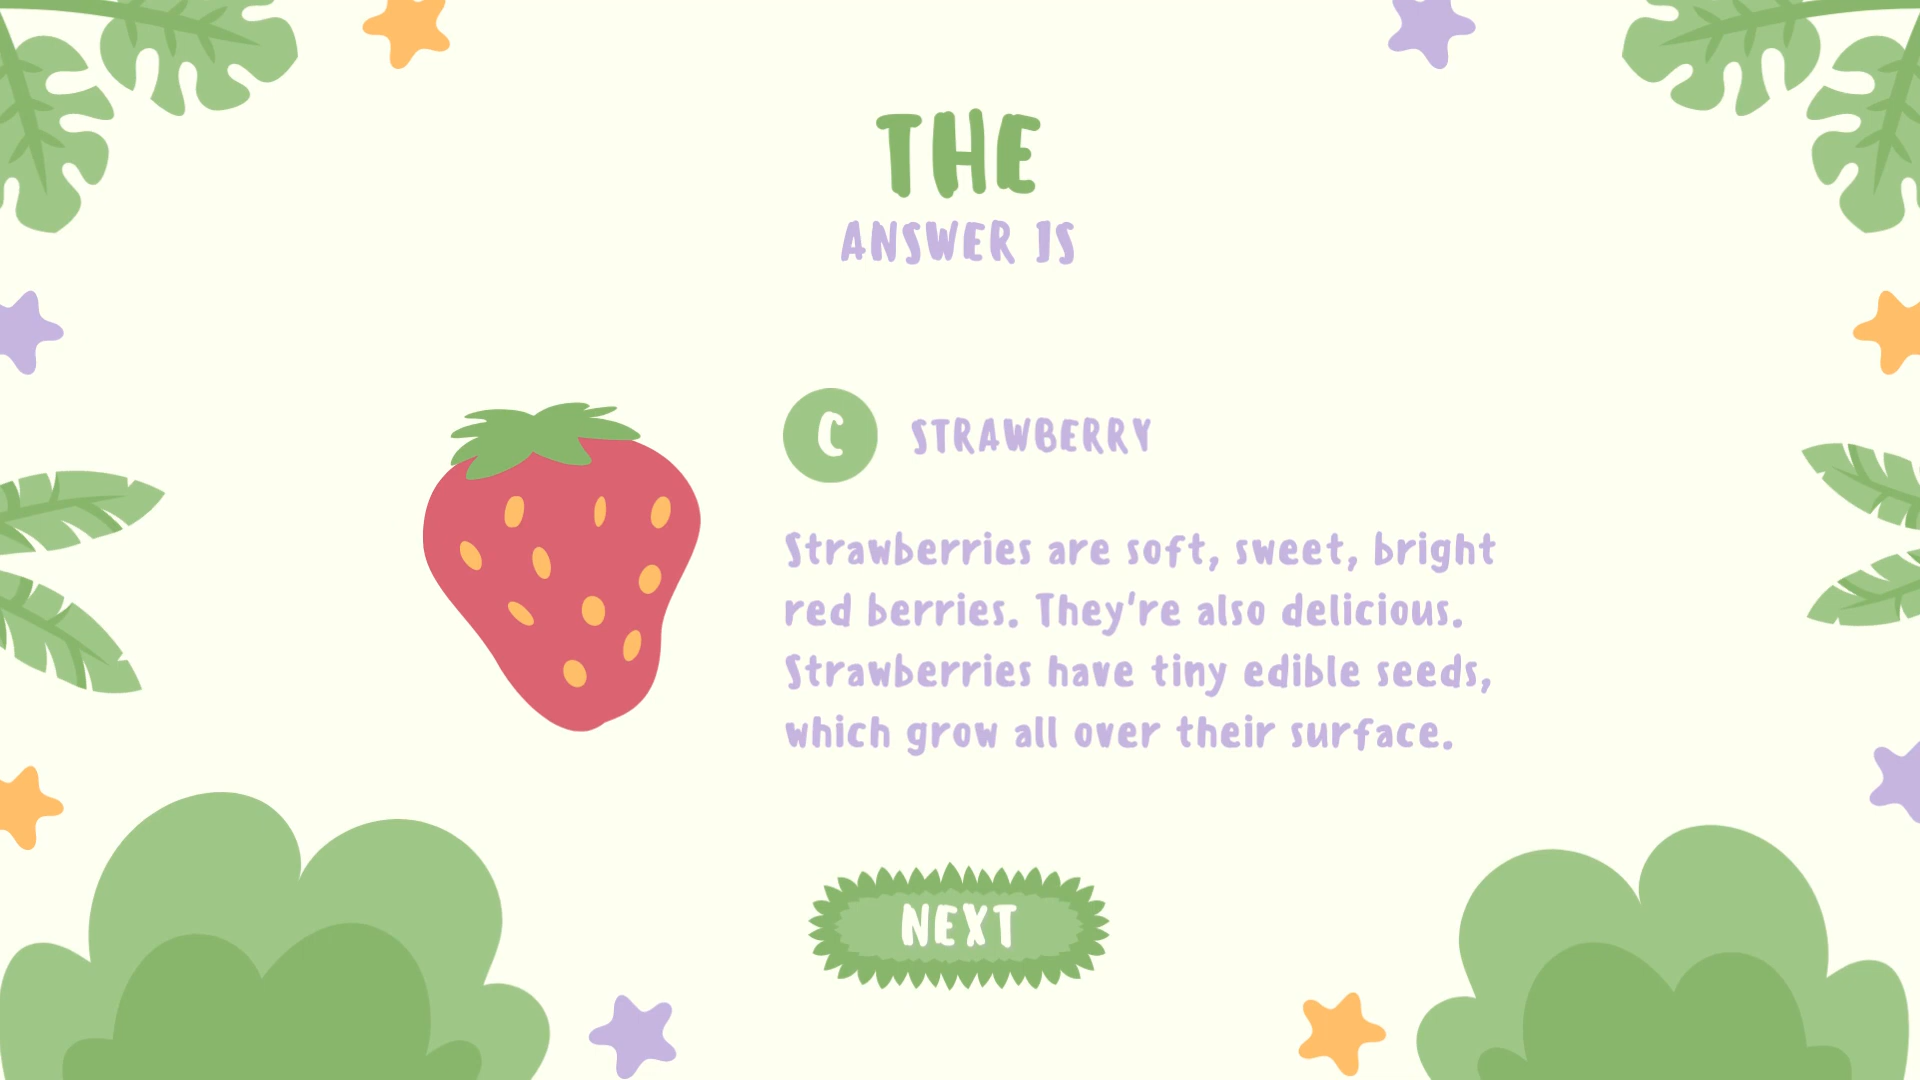 THE
ANSWER IS
C STRAWBERRY
Strawberries are soft, sweet, bright
red berries. They're also delicious.
Strawberries have tiny edible seeds,
which grow all over their surface.
NEXT